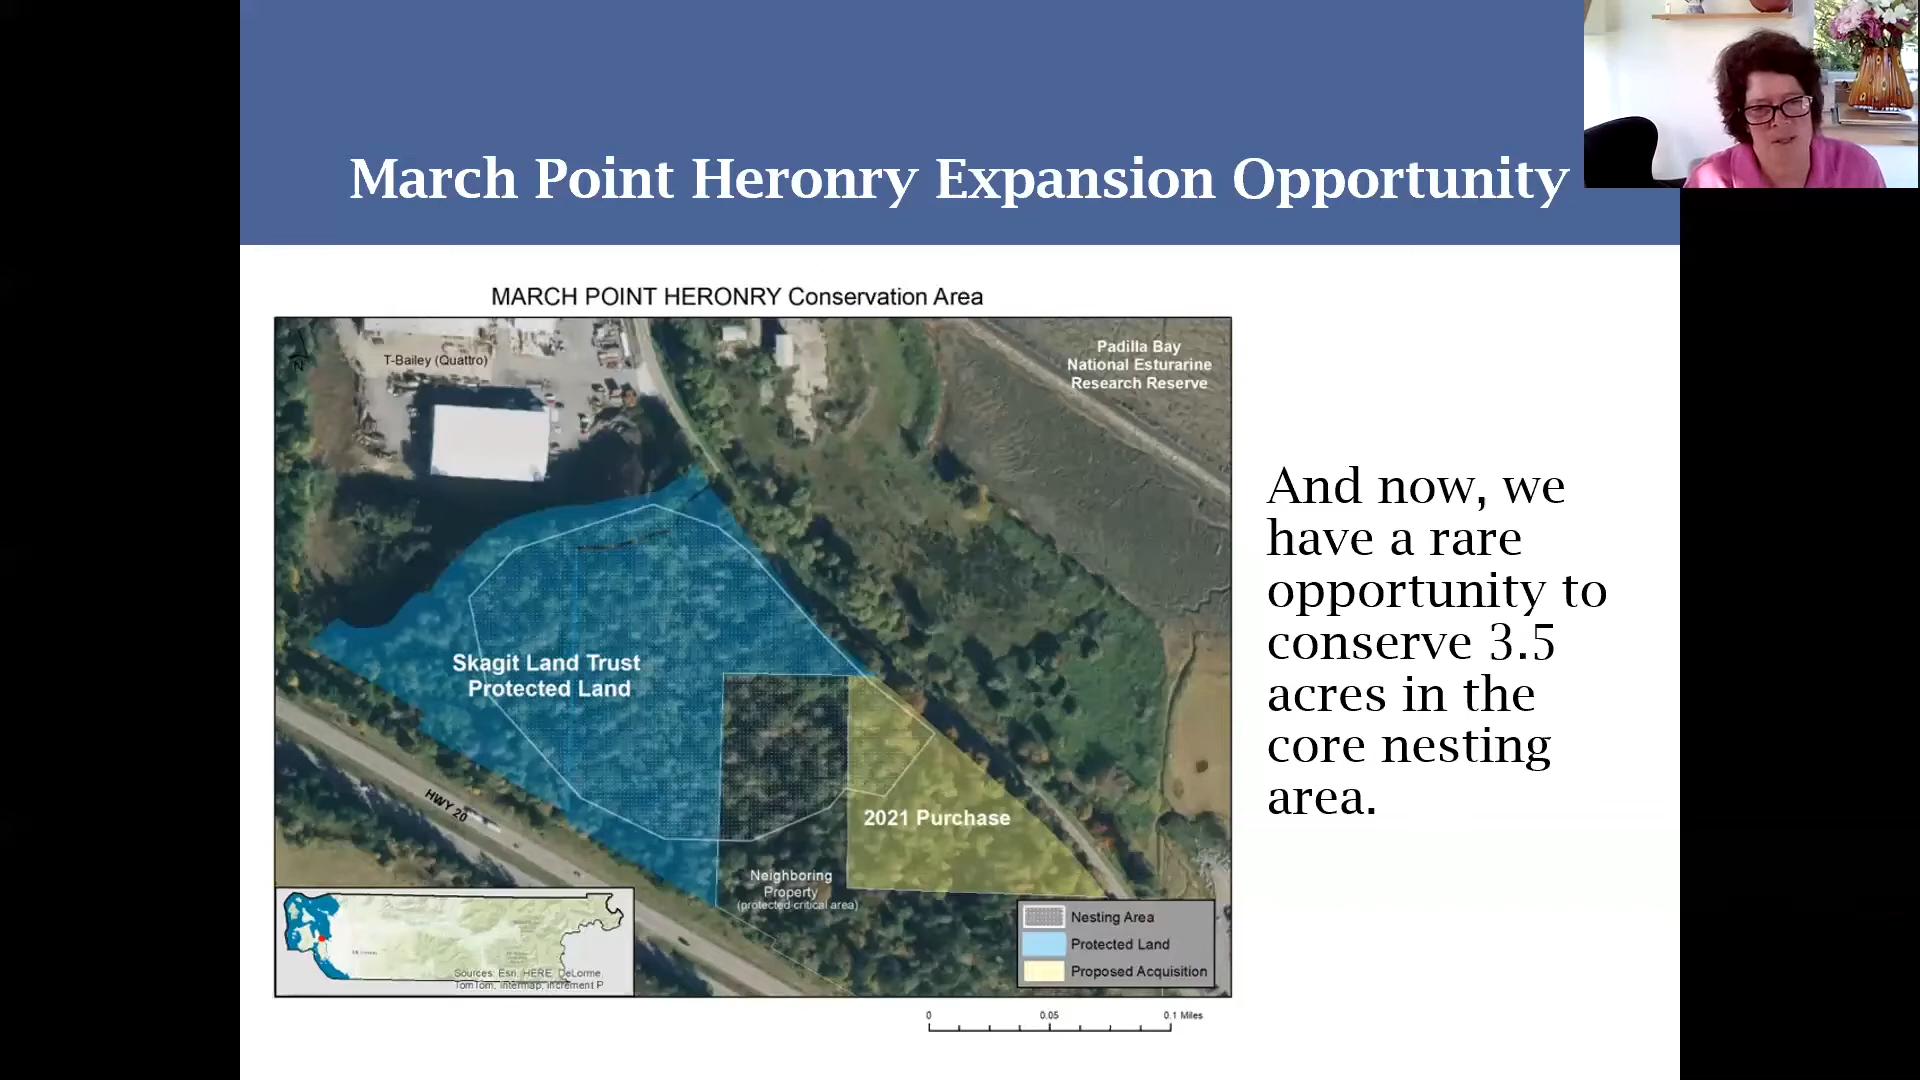 March Point Heronry Expansion Opportunity
MARCH POINT HERONRY Conservation Area
T-Bailey (Quattro)
Padilla Bay
National Esturarine
Research Reserve
N
And now, we
have a rare
opportunity to
conserve 3.5
acres in the
core nesting
area.
Skagit Land Trust
Protected Land
HWY 20
2021 Purchase
Neighboring
Property
(protected critical area)
Nesting Area
Protected Land
Proposed Acquisition
Sources: Esri, HERE, DeLorme,
TomTom, Intermap, increment P
0 0.05 0.1 Miles